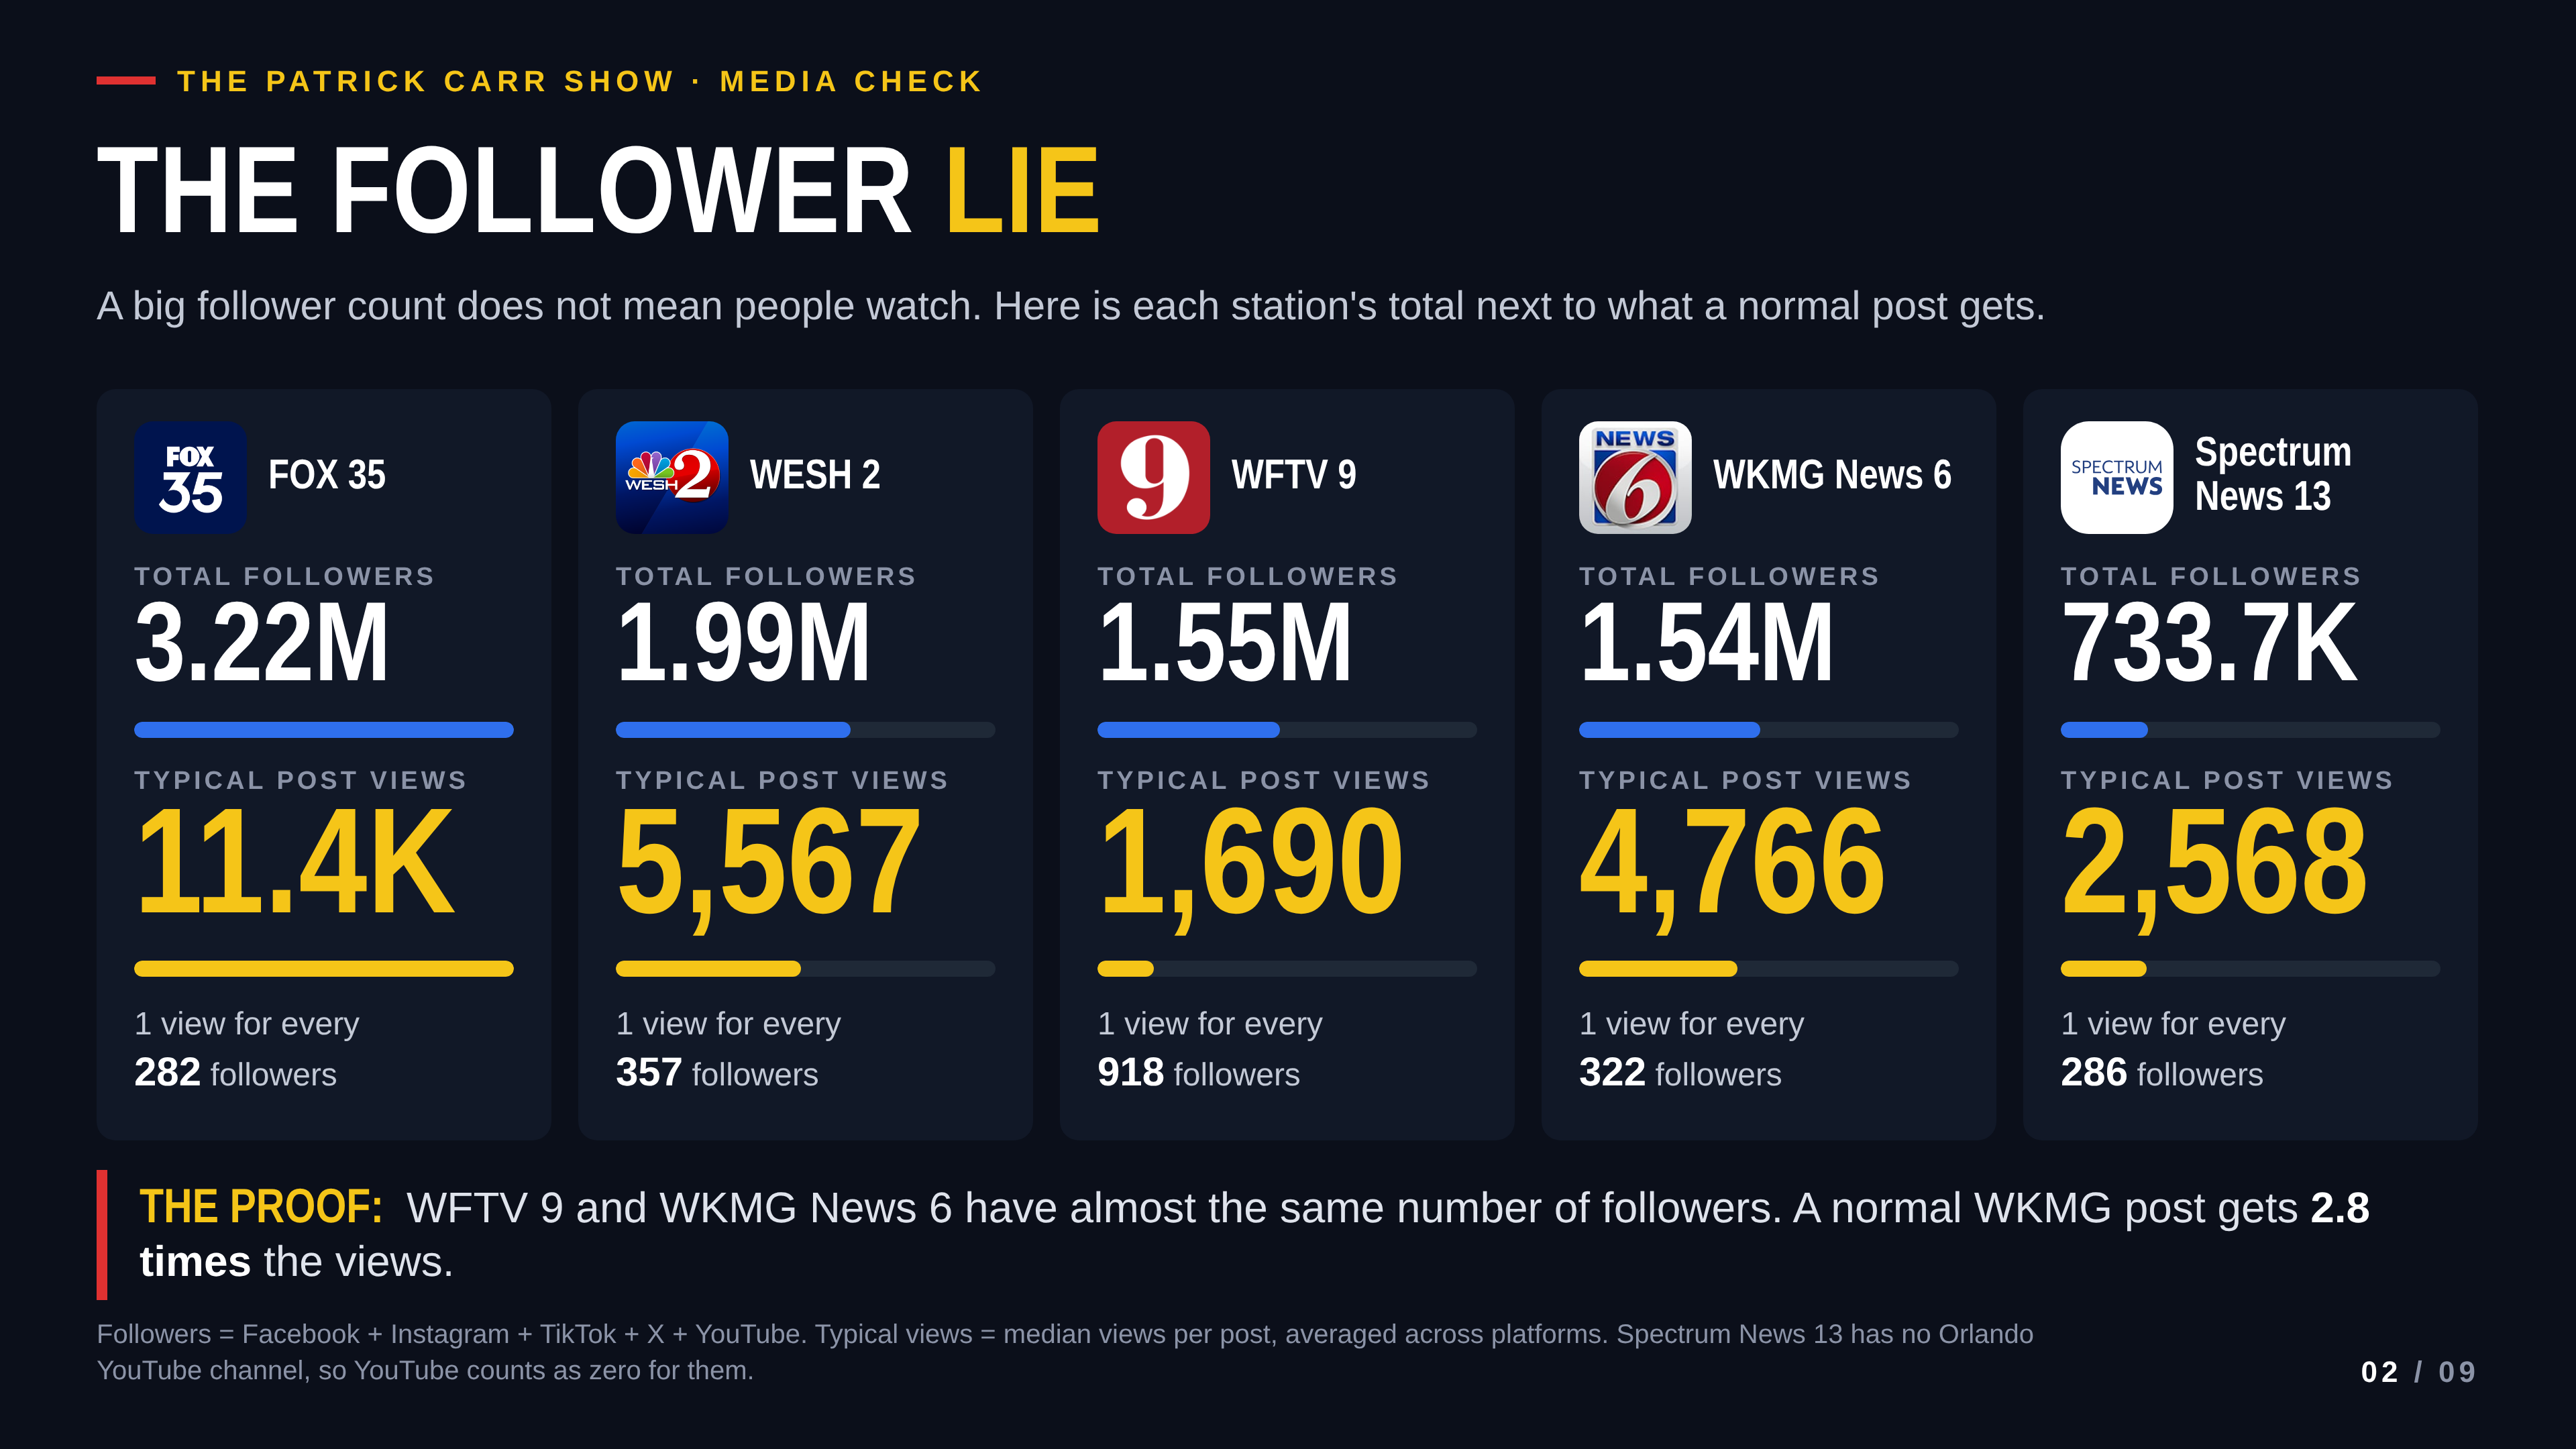 THE PATRICK CARR SHOW · MEDIA CHECK
THE FOLLOWER LIE
A big follower count does not mean people watch. Here is each station's total next to what a normal post gets.
FOX
35
FOX 35
TOTAL FOLLOWERS
3.22M
TYPICAL POST VIEWS
11.4K
1 view for every
282 followers
WESH 2
WESH 2
TOTAL FOLLOWERS
1.99M
TYPICAL POST VIEWS
5,567
1 view for every
357 followers
9
WFTV 9
TOTAL FOLLOWERS
1.55M
TYPICAL POST VIEWS
1,690
1 view for every
918 followers
NEWS
6
WKMG News 6
TOTAL FOLLOWERS
1.54M
TYPICAL POST VIEWS
4,766
1 view for every
322 followers
SPECTRUM
NEWS
Spectrum
News 13
TOTAL FOLLOWERS
733.7K
TYPICAL POST VIEWS
2,568
1 view for every
286 followers
THE PROOF: WFTV 9 and WKMG News 6 have almost the same number of followers. A normal WKMG post gets 2.8
times the views.
Followers = Facebook + Instagram + TikTok + X + YouTube. Typical views = median views per post, averaged across platforms. Spectrum News 13 has no Orlando
YouTube channel, so YouTube counts as zero for them.
02 / 09